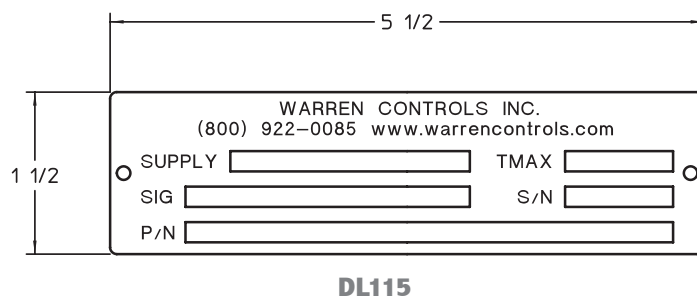 5 1/2
WARREN CONTROLS INC.
(800) 922-0085 www.warrencontrols.com
1 1/2
SUPPLY TMAX
SIG S/N
P/N
DL115